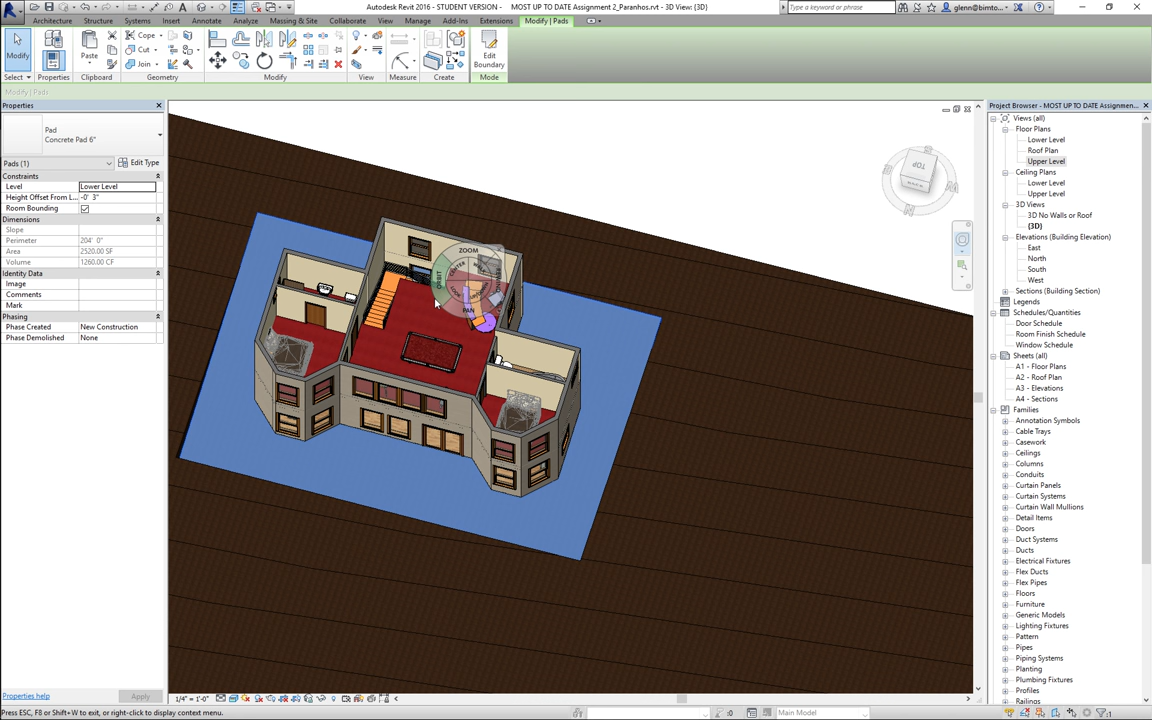 Autodesk Revit 2016 - STUDENT VERSION - MOST UP TO DATE Assignment 2_Paranhos.rvt - 3D View: {3D}
Type a keyword or phrase
glenn@bimto...
Architecture Structure Systems Insert Annotate Analyze Massing & Site Collaborate View Manage Add-Ins Extensions Modify | Pads
Modify
Paste
Cope
Cut
Join
Edit
Boundary
Select Properties Clipboard Geometry Modify View Measure Create Mode
Modify | Pads
Properties
Pad
Concrete Pad 6"
Pads (1)
Edit Type
Constraints
Level Lower Level
Height Offset From L... -0' 3"
Room Bounding
Dimensions
Slope
Perimeter 204' 0"
Area 2520.00 SF
Volume 1260.00 CF
Identity Data
Image
Comments
Mark
Phasing
Phase Created New Construction
Phase Demolished None
Properties help
Apply
TOP
ZOOM
ORBIT
PAN
CENTER
LOOK
REWIND
Project Browser - MOST UP TO DATE Assignmen...
Views (all)
Floor Plans
Lower Level
Roof Plan
Upper Level
Ceiling Plans
Lower Level
Upper Level
3D Views
3D No Walls or Roof
{3D}
Elevations (Building Elevation)
East
North
South
West
Sections (Building Section)
Legends
Schedules/Quantities
Door Schedule
Room Finish Schedule
Window Schedule
Sheets (all)
A1 - Floor Plans
A2 - Roof Plan
A3 - Elevations
A4 - Sections
Families
Annotation Symbols
Cable Trays
Casework
Ceilings
Columns
Conduits
Curtain Panels
Curtain Systems
Curtain Wall Mullions
Detail Items
Doors
Duct Systems
Ducts
Electrical Fixtures
Flex Ducts
Flex Pipes
Floors
Furniture
Generic Models
Lighting Fixtures
Pattern
Pipes
Piping Systems
Planting
Plumbing Fixtures
Profiles
Railings
1/4" = 1'-0"
Press ESC, F8 or Shift+W to exit, or right-click to display context menu.
:0
Main Model
:1